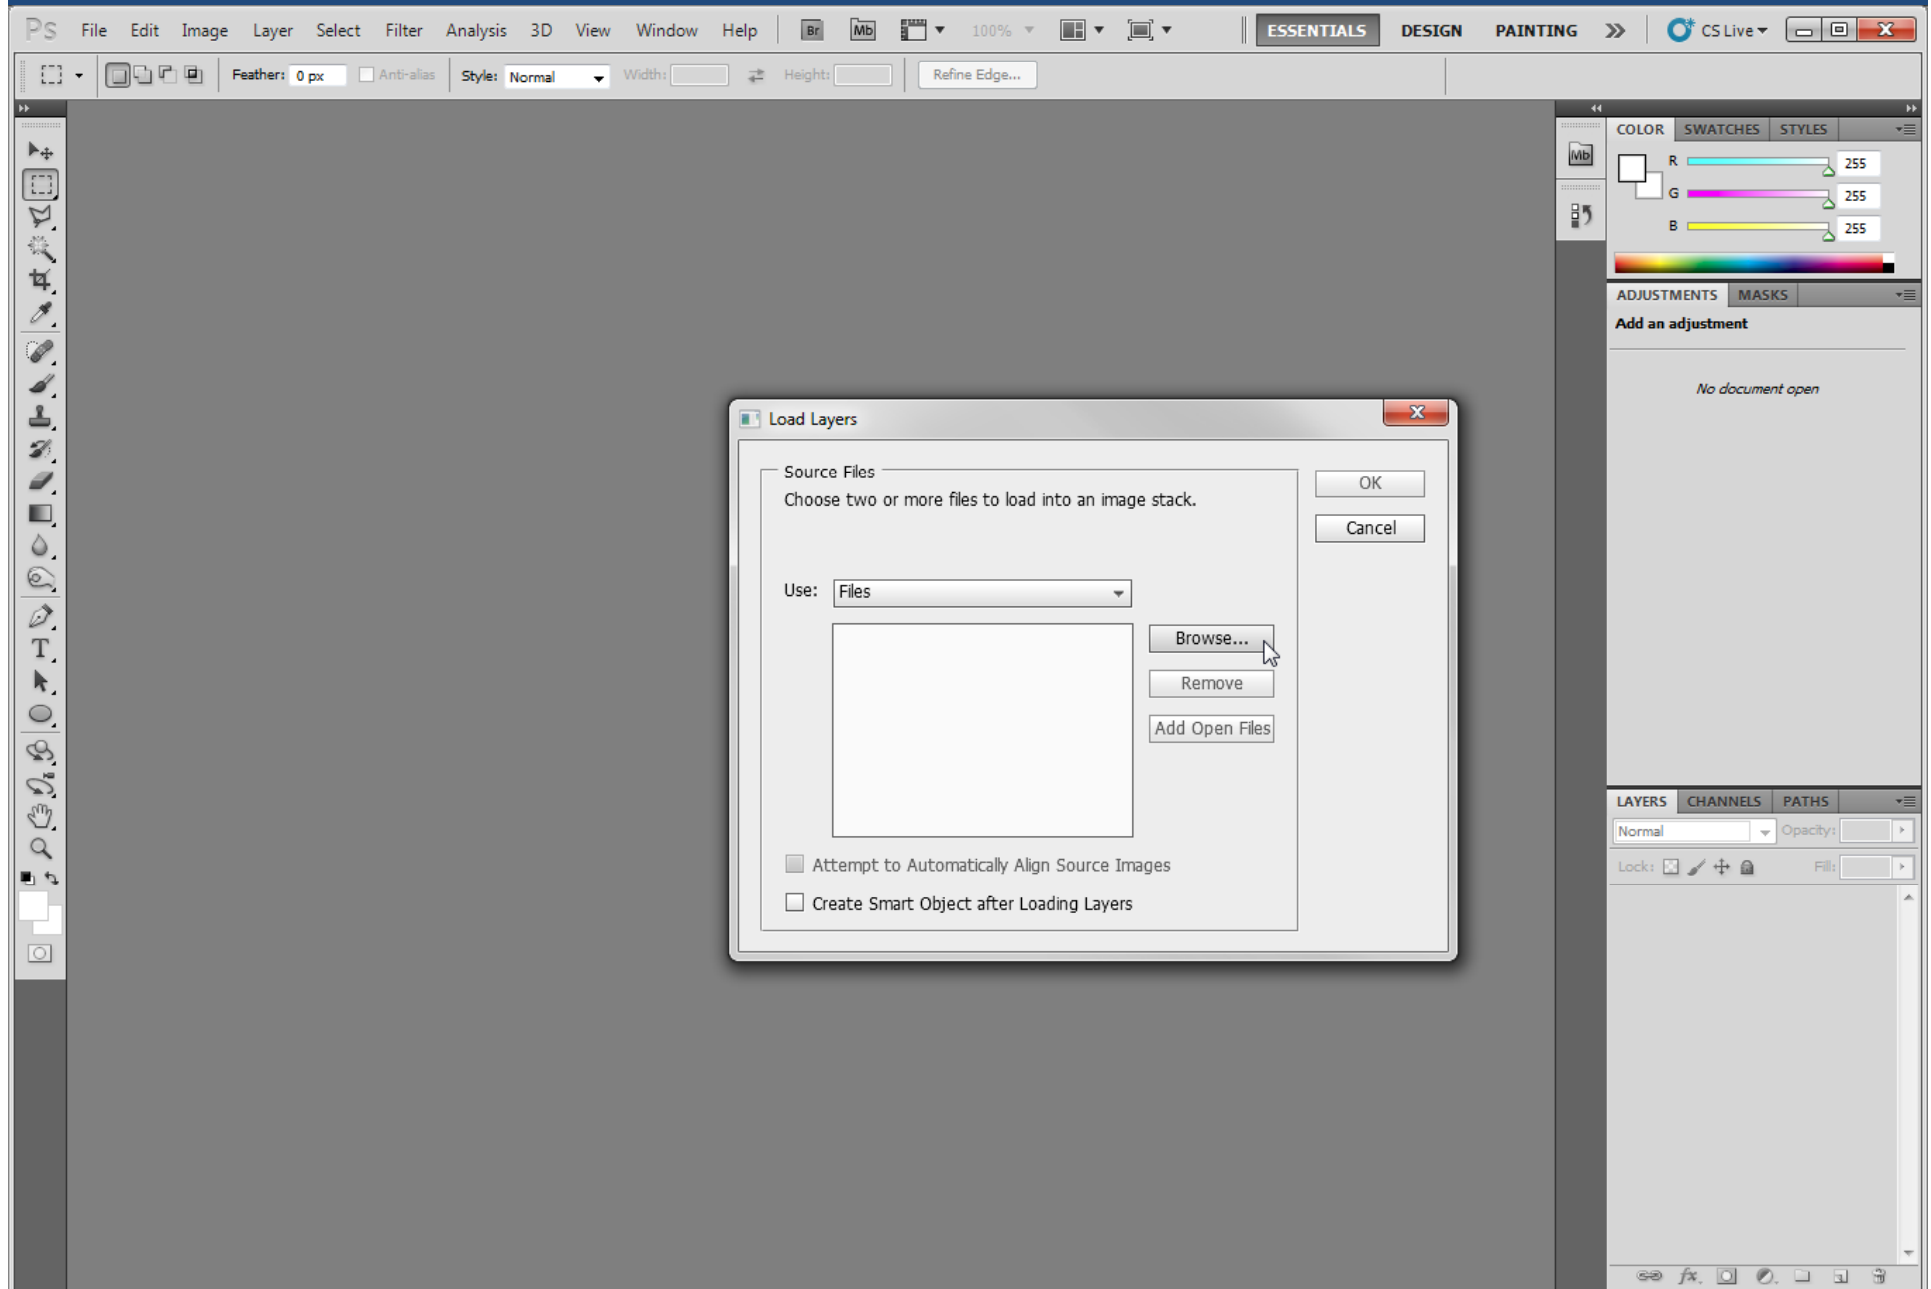 Ps File Edit Image Layer Select Filter Analysis 3D View Window Help Br Mb 100% ESSENTIALS DESIGN PAINTING CS Live
Feather: 0 px Anti-alias Style: Normal Width: Height: Refine Edge...
COLOR SWATCHES STYLES
Mb
R 255
G 255
B 255
ADJUSTMENTS MASKS
Add an adjustment
No document open
Load Layers
Source Files
Choose two or more files to load into an image stack.
OK
Cancel
Use: Files
Browse...
Remove
Add Open Files
Attempt to Automatically Align Source Images
Create Smart Object after Loading Layers
T
LAYERS CHANNELS PATHS
Normal Opacity:
Lock: Fill:
fx.